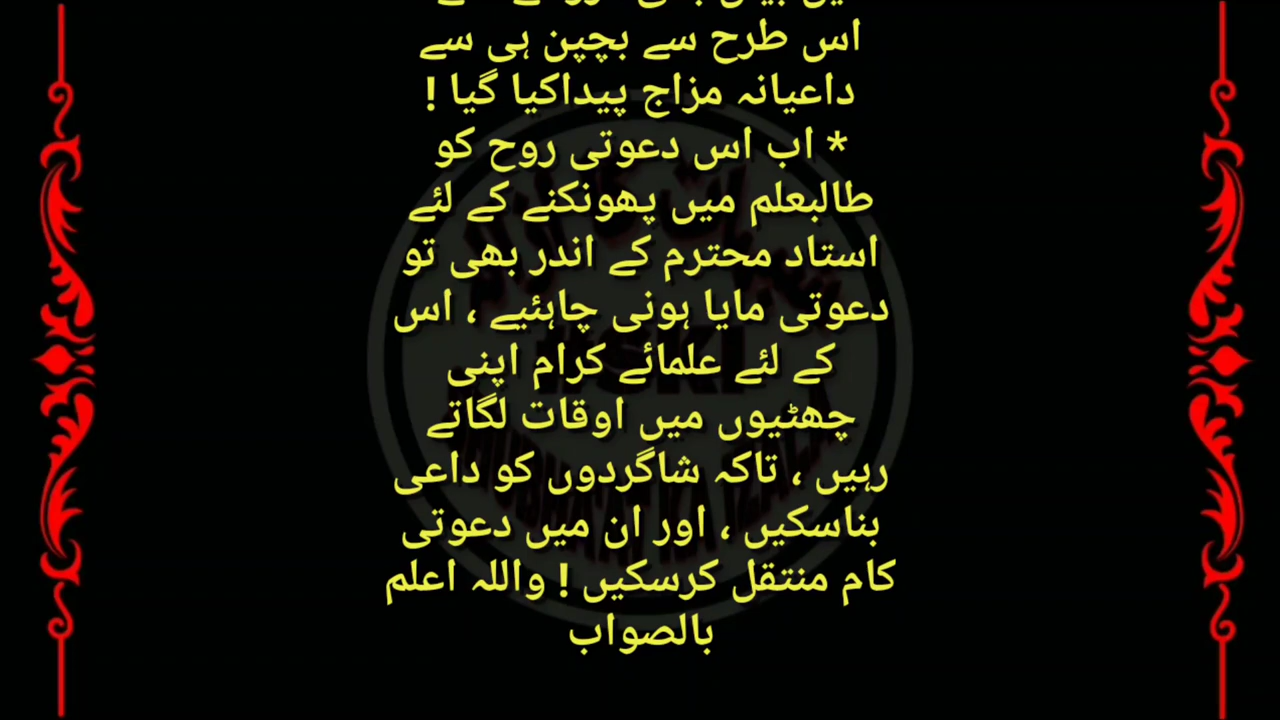 اس طرح سے بچپن ہی سے
داعیانہ مزاج پیداکیا گیا !
* اب اس دعوتی روح کو
طالبعلم میں پھونکنے کے لئے
استاد محترم کے اندر بھی تو
دعوتی مایا ہونی چاہئیے ، اس
کے لئے علمائے کرام اپنی
چھٹیوں میں اوقات لگاتے
رہیں ، تاکہ شاگردوں کو داعی
بناسکیں ، اور ان میں دعوتی
کام منتقل کرسکیں ! واللہ اعلم
بالصواب